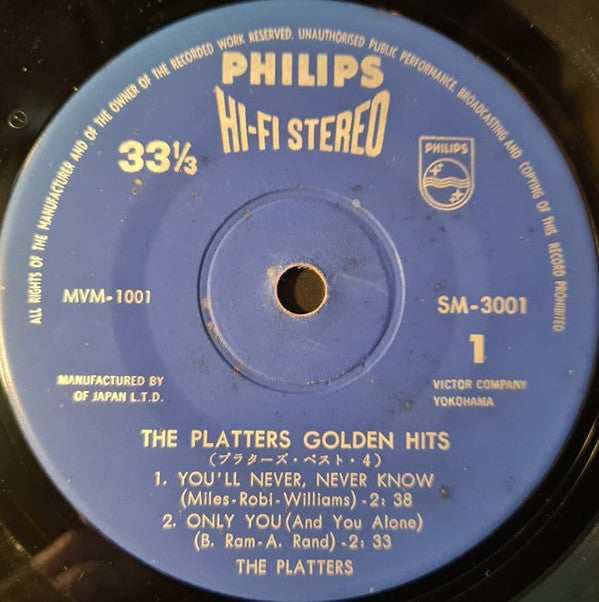 ALL RIGHTS OF THE MANUFACTURER AND OF THE OWNER OF THE RECORDED WORK RESERVED. UNAUTHORISED PUBLIC PERFORMANCE, BROADCASTING AND COPYING OF THIS RECORD PROHIBITED
PHILIPS
HI-FI STEREO
33⅓
PHILIPS
MVM-1001
SM-3001
1
MANUFACTURED BY
OF JAPAN L.T.D.
VICTOR COMPANY
YOKOHAMA
THE PLATTERS GOLDEN HITS
(プラターズ・ベスト・4)
1. YOU'LL NEVER, NEVER KNOW
(Miles-Robi-Williams)-2:38
2. ONLY YOU (And You Alone)
(B. Ram-A. Rand)-2:33
THE PLATTERS